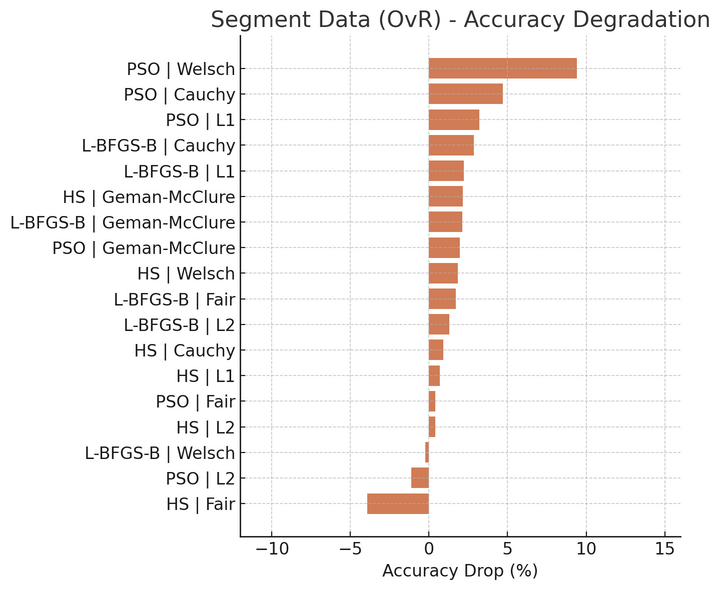 Segment Data (OvR) - Accuracy Degradation
PSO | Welsch
PSO | Cauchy
PSO | L1
L-BFGS-B | Cauchy
L-BFGS-B | L1
HS | Geman-McClure
L-BFGS-B | Geman-McClure
PSO | Geman-McClure
HS | Welsch
L-BFGS-B | Fair
L-BFGS-B | L2
HS | Cauchy
HS | L1
PSO | Fair
HS | L2
L-BFGS-B | Welsch
PSO | L2
HS | Fair
−10 −5 0 5 10 15
Accuracy Drop (%)